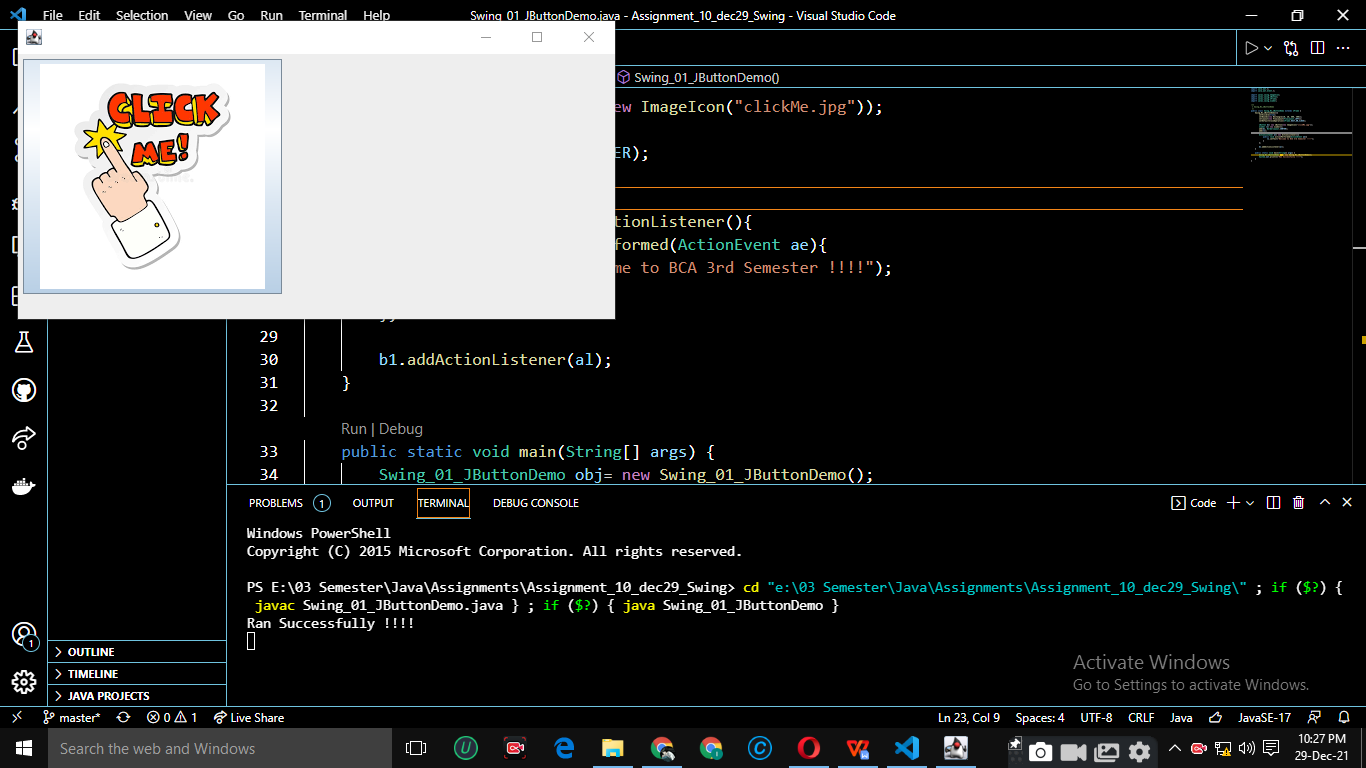 File Edit Selection View Go Run Terminal Help
Swing_01_JButtonDemo.java - Assignment_10_dec29_Swing - Visual Studio Code
CLICK
ME!
Swing_01_JButtonDemo()
ew ImageIcon("clickMe.jpg"));
ER);
tionListener(){
formed(ActionEvent ae){
me to BCA 3rd Semester !!!!");
29
30 b1.addActionListener(al);
31 }
32
Run | Debug
33 public static void main(String[] args) {
34 Swing_01_JButtonDemo obj= new Swing_01_JButtonDemo();
PROBLEMS 1 OUTPUT TERMINAL DEBUG CONSOLE
Code
Windows PowerShell
Copyright (C) 2015 Microsoft Corporation. All rights reserved.
PS E:\03 Semester\Java\Assignments\Assignment_10_dec29_Swing> cd "e:\03 Semester\Java\Assignments\Assignment_10_dec29_Swing\" ; if ($?) {
javac Swing_01_JButtonDemo.java } ; if ($?) { java Swing_01_JButtonDemo }
Ran Successfully !!!!
1
OUTLINE
TIMELINE
JAVA PROJECTS
Activate Windows
Go to Settings to activate Windows.
master* 0 1 Live Share
Ln 23, Col 9 Spaces: 4 UTF-8 CRLF Java JavaSE-17
Search the web and Windows
10:27 PM
29-Dec-21